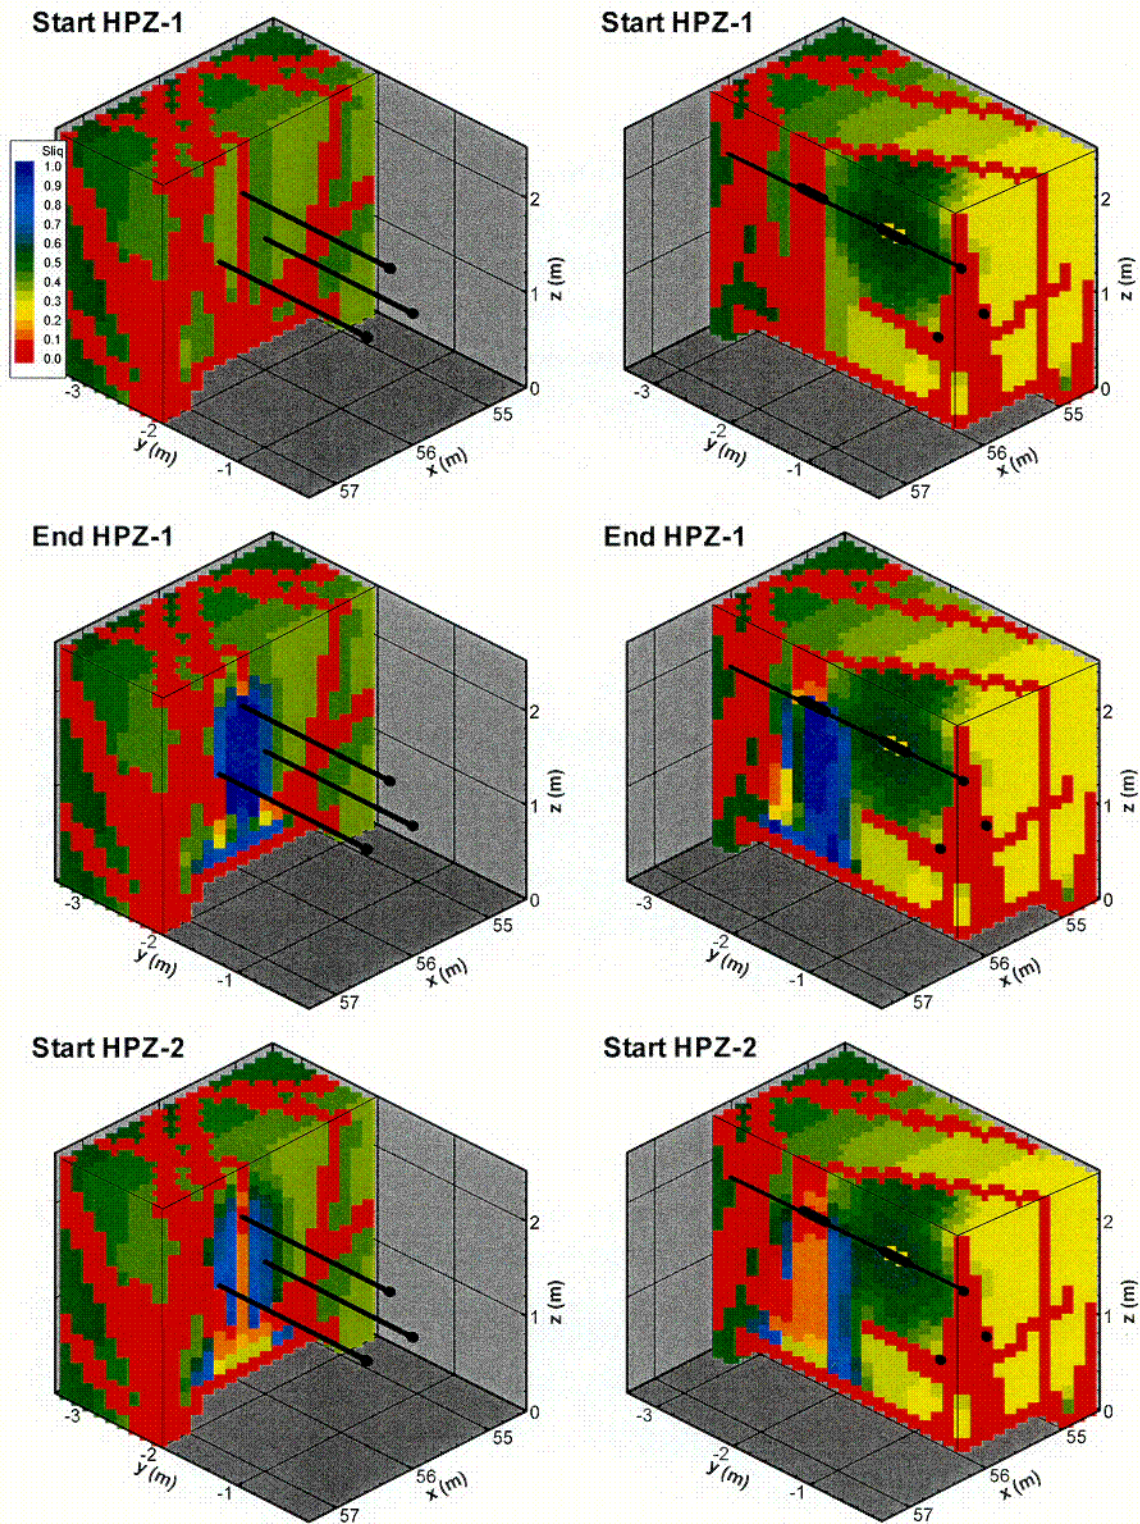 Start HPZ-1
Start HPZ-1
Sliq
1.0
0.9
0.8
0.7
0.6
0.5
0.4
0.3
0.2
0.1
0.0
2
1
0
z (m)
-3
-2
-1
y (m)
55
56
57
x (m)
2
1
0
z (m)
-3
-2
-1
y (m)
55
56
57
x (m)
End HPZ-1
End HPZ-1
2
1
0
z (m)
-3
-2
-1
y (m)
55
56
57
x (m)
2
1
0
z (m)
-3
-2
-1
y (m)
55
56
57
x (m)
Start HPZ-2
Start HPZ-2
2
1
0
z (m)
-3
-2
-1
y (m)
55
56
57
x (m)
2
1
0
z (m)
-3
-2
-1
y (m)
55
56
57
x (m)